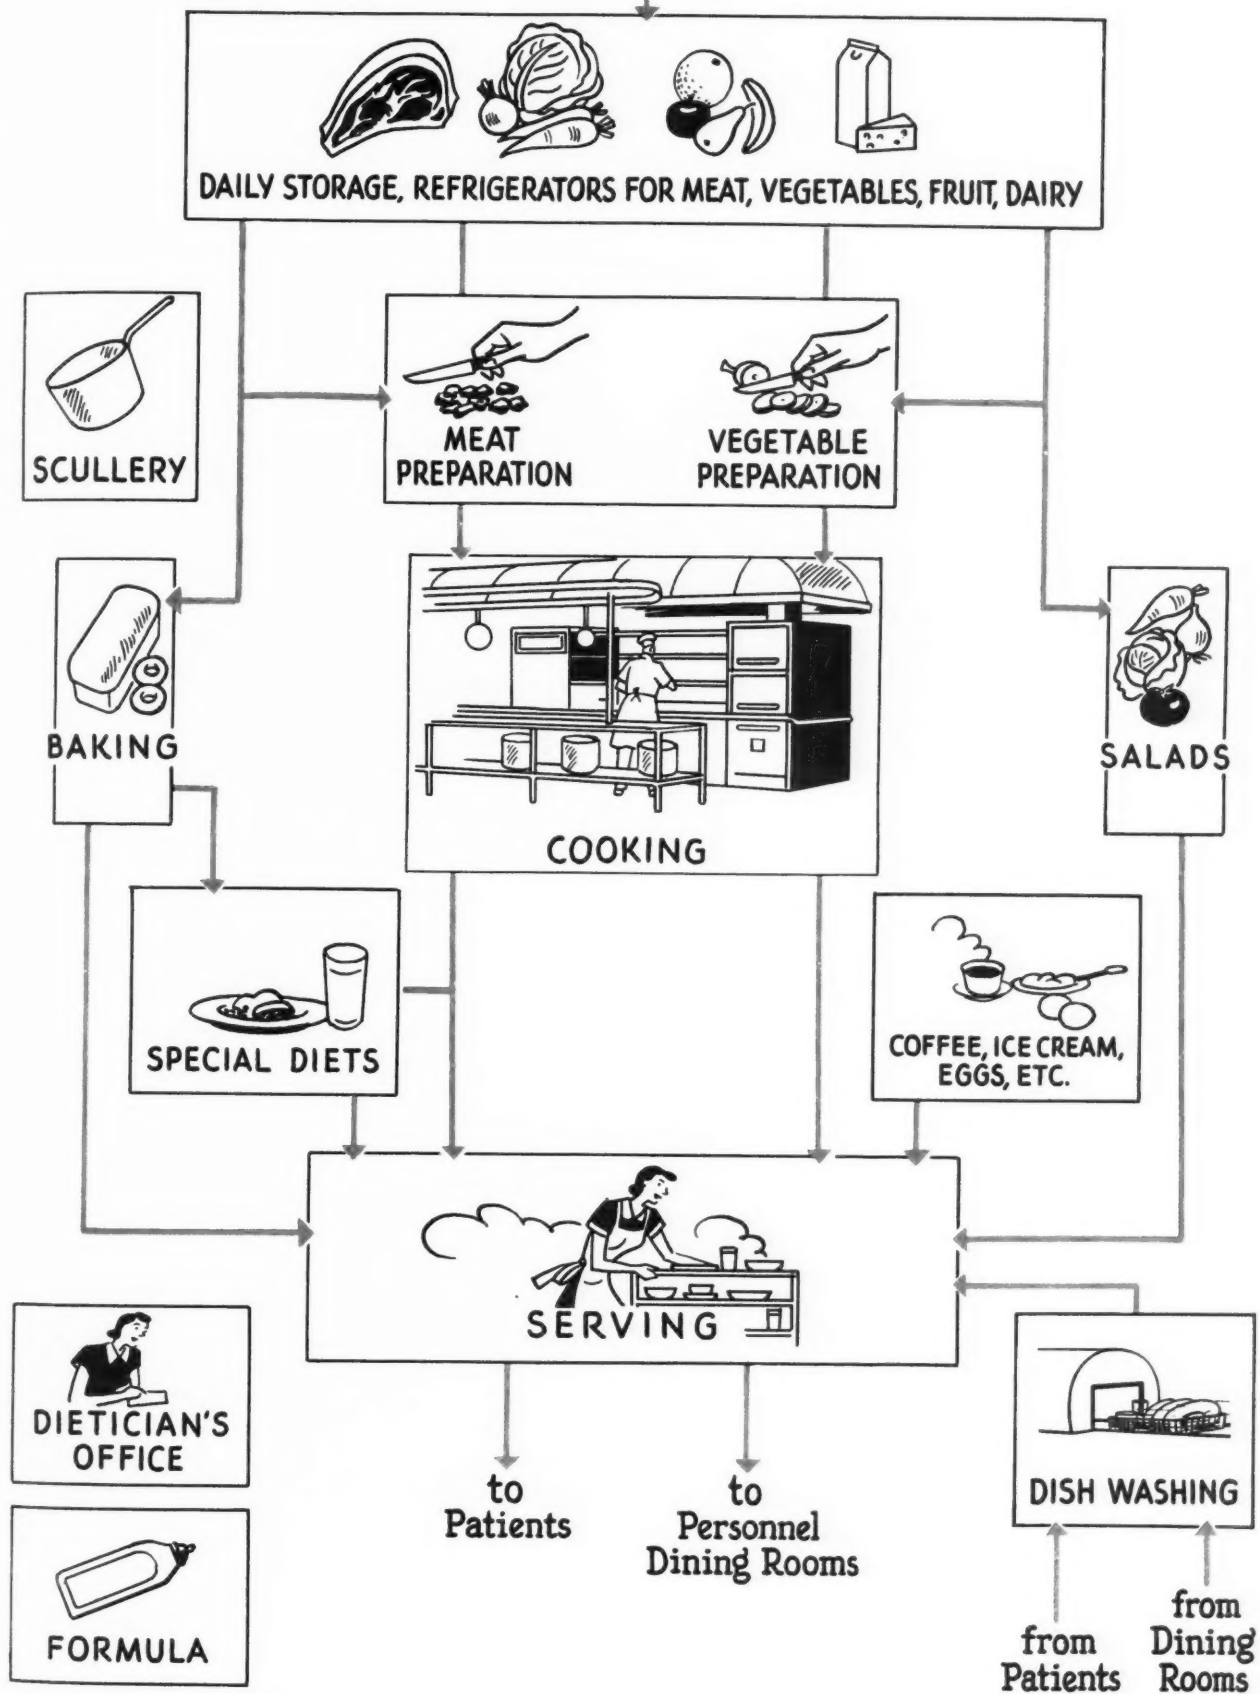 DAILY STORAGE, REFRIGERATORS FOR MEAT, VEGETABLES, FRUIT, DAIRY
SCULLERY
MEAT
PREPARATION
VEGETABLE
PREPARATION
BAKING
COOKING
SALADS
SPECIAL DIETS
COFFEE, ICE CREAM,
EGGS, ETC.
SERVING
DIETICIAN'S
OFFICE
FORMULA
to
Patients
to
Personnel
Dining Rooms
DISH WASHING
from
Patients
from
Dining
Rooms